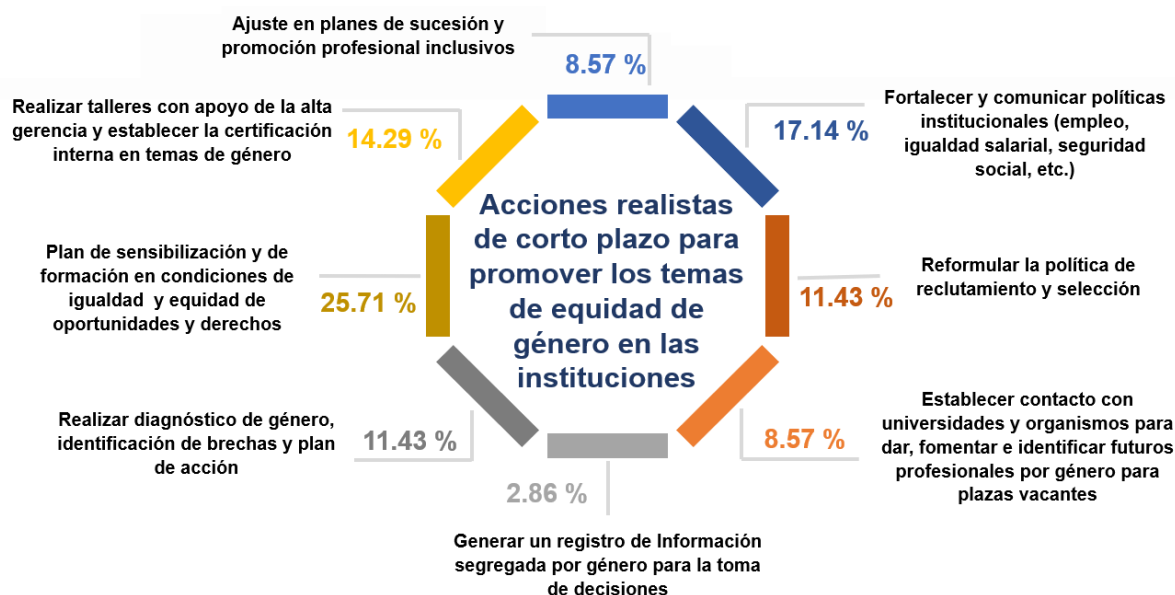 Ajuste en planes de sucesión y
promoción profesional inclusivos
8.57 %
Fortalecer y comunicar políticas
institucionales (empleo,
igualdad salarial, seguridad
social, etc.)
17.14 %
Reformular la política de
reclutamiento y selección
11.43 %
Establecer contacto con
universidades y organismos para
dar, fomentar e identificar futuros
profesionales por género para
plazas vacantes
8.57 %
Generar un registro de Información
segregada por género para la toma
de decisiones
2.86 %
Realizar diagnóstico de género,
identificación de brechas y plan
de acción
11.43 %
Plan de sensibilización y de
formación en condiciones de
igualdad y equidad de
oportunidades y derechos
25.71 %
Realizar talleres con apoyo de la alta
gerencia y establecer la certificación
interna en temas de género
14.29 %
Acciones realistas
de corto plazo para
promover los temas
de equidad de
género en las
instituciones